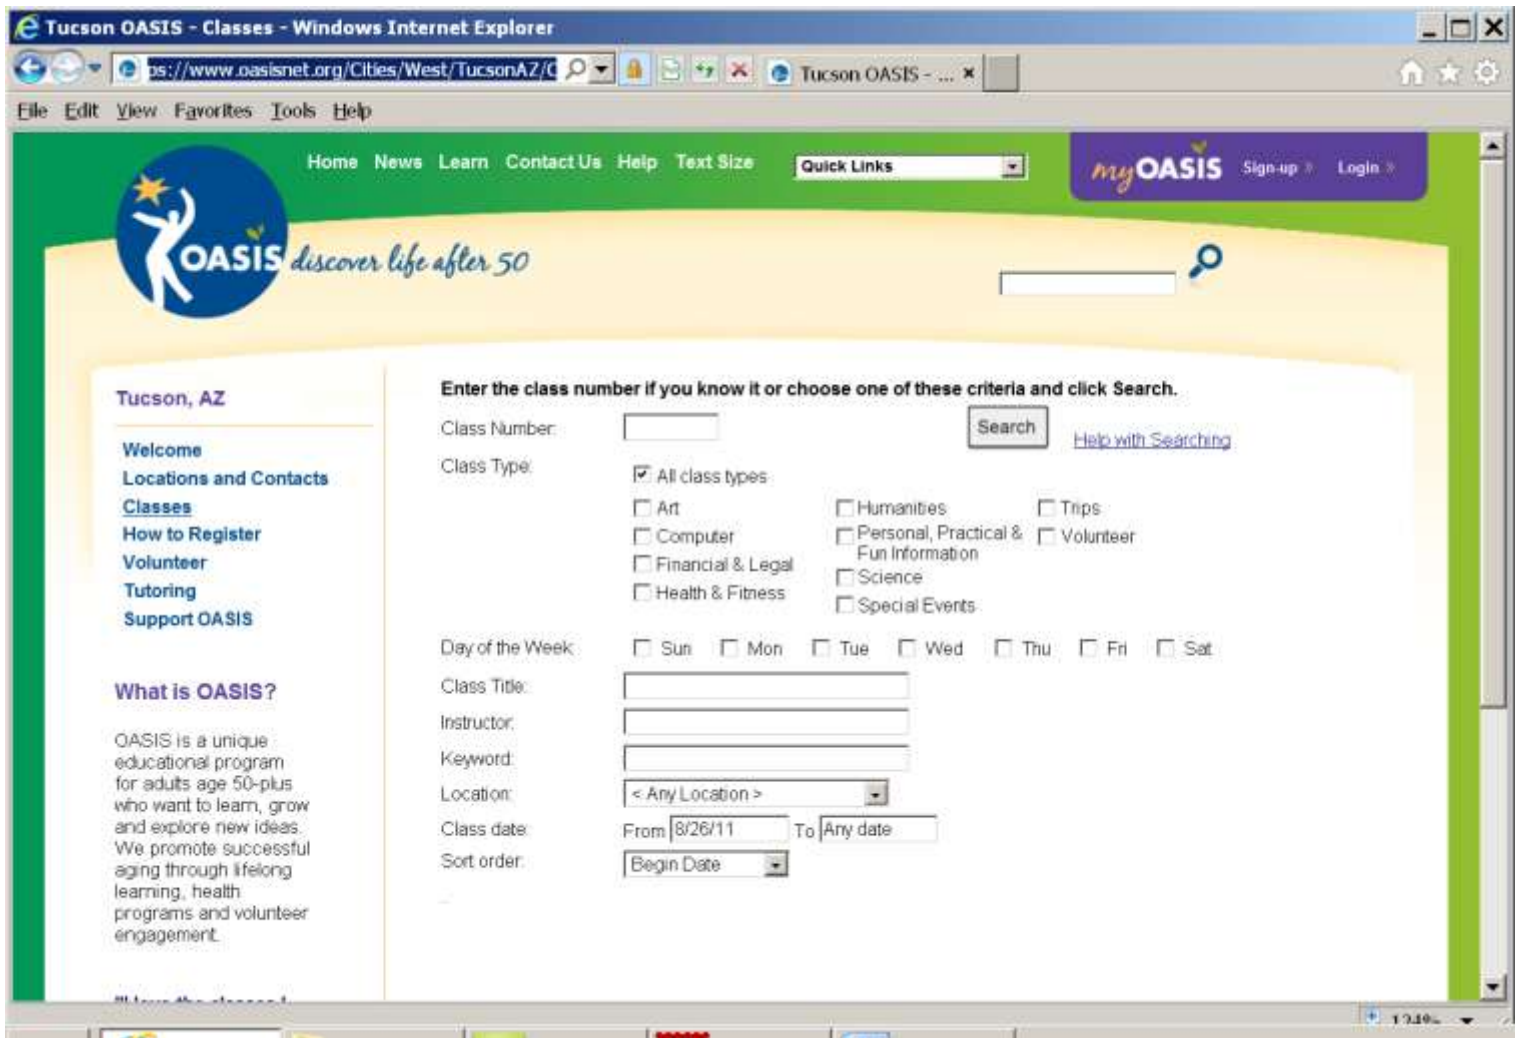 Tucson OASIS - Classes - Windows Internet Explorer
ps://www.oasisnet.org/Cities/West/TucsonAZ/C
Tucson OASIS - ...
File Edit View Favorites Tools Help
Home News Learn Contact Us Help Text Size Quick Links myOASIS Sign-up » Login »
OASIS discover life after 50
Tucson, AZ
Welcome
Locations and Contacts
Classes
How to Register
Volunteer
Tutoring
Support OASIS
What is OASIS?
OASIS is a unique
educational program
for adults age 50-plus
who want to learn, grow
and explore new ideas.
We promote successful
aging through lifelong
learning, health
programs and volunteer
engagement.
Enter the class number if you know it or choose one of these criteria and click Search.
Class Number: Search Help with Searching
Class Type: All class types
Art Humanities Trips
Computer Personal, Practical & Volunteer
Fun Information
Financial & Legal Science
Health & Fitness Special Events
Day of the Week: Sun Mon Tue Wed Thu Fri Sat
Class Title:
Instructor:
Keyword:
Location: < Any Location >
Class date: From 8/26/11 To Any date
Sort order: Begin Date